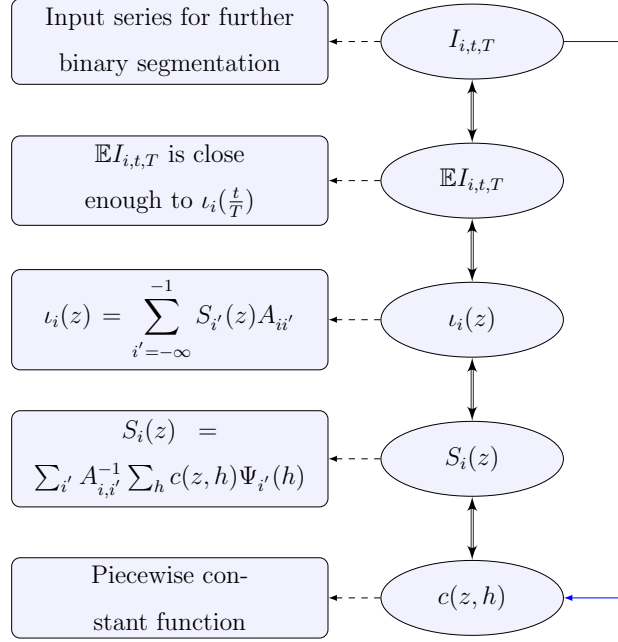 Input series for further
binary segmentation
I_{i,t,T}
𝔼I_{i,t,T} is close
enough to ι_i(t/T)
𝔼I_{i,t,T}
ι_i(z) = ∑_{i'=−∞}^{−1} S_{i'}(z)A_{ii'}
ι_i(z)
S_i(z) =
∑_{i'} A_{i,i'}^{−1} ∑_h c(z, h)Ψ_{i'}(h)
S_i(z)
Piecewise con-
stant function
c(z, h)